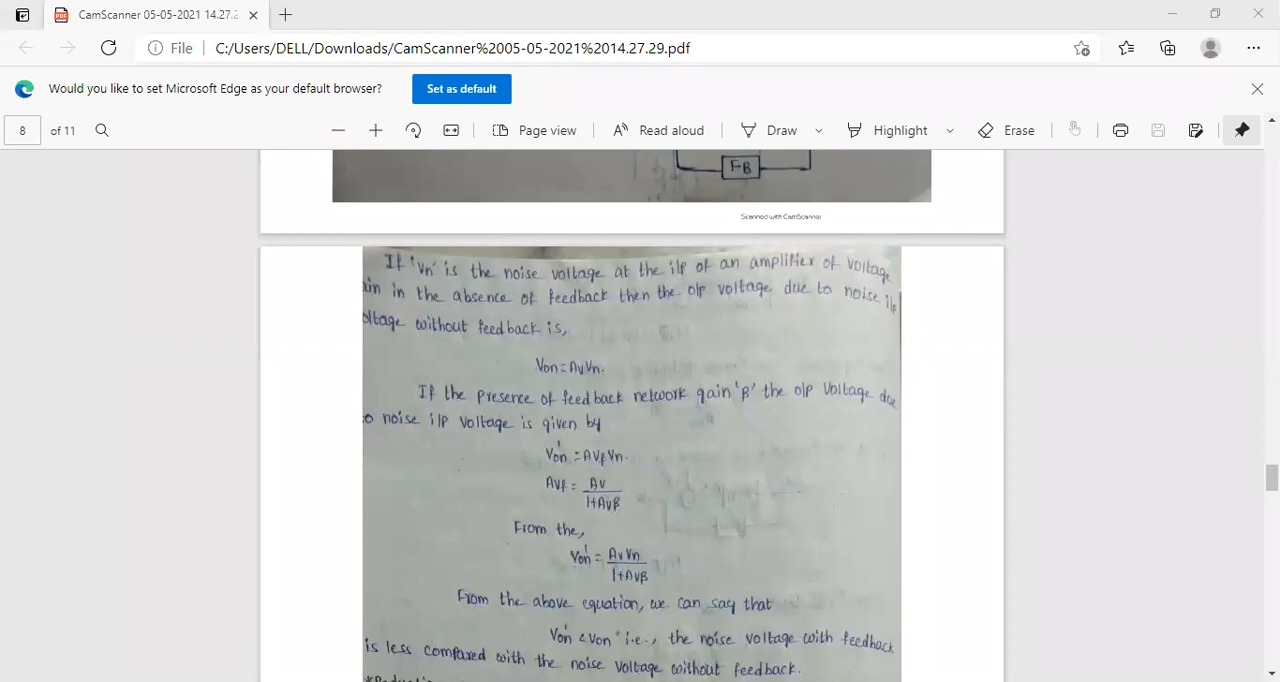 CamScanner 05-05-2021 14.27.2
File
C:/Users/DELL/Downloads/CamScanner%2005-05-2021%2014.27.29.pdf
Would you like to set Microsoft Edge as your default browser?
Set as default
8 of 11
Page view
Read aloud
Draw
Highlight
Erase
FB
Scanned with CamScanner
If 'Vn' is the noise voltage at the i/p of an amplifier of voltage
ain in the absence of feedback then the o/p voltage due to noise i/p
oltage without feedback is,
Von = AvVn.
If the presence of feedback network gain 'β' the o/p voltage due
to noise i/p voltage is given by
Von' = AVf Vn.
AVf = AV / 1+AVβ
From the,
Von' = AvVn / 1+AVβ
From the above equation, we can say that
Von' < Von" i.e., the noise voltage with feedback
is less compared with the noise voltage without feedback.